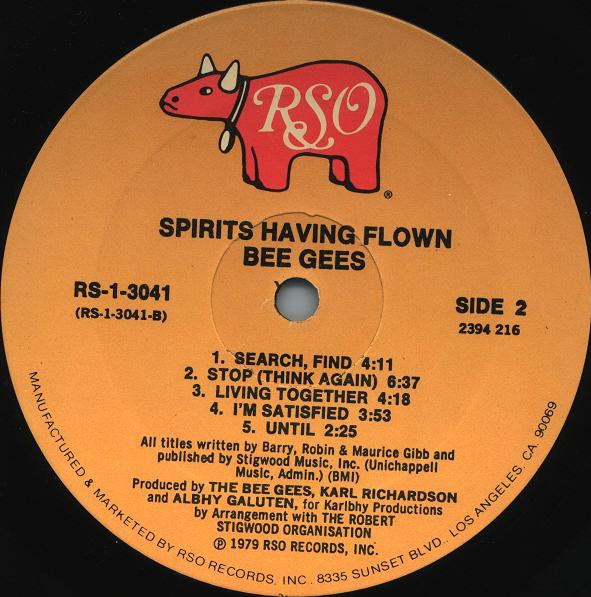 RSO
®
SPIRITS HAVING FLOWN
BEE GEES
RS-1-3041
(RS-1-3041-B)
SIDE 2
2394 216
1. SEARCH, FIND 4:11
2. STOP (THINK AGAIN) 6:37
3. LIVING TOGETHER 4:18
4. I'M SATISFIED 3:53
5. UNTIL 2:25
All titles written by Barry, Robin & Maurice Gibb and
published by Stigwood Music, Inc. (Unichappell
Music, Admin.) (BMI)
Produced by THE BEE GEES, KARL RICHARDSON
and ALBHY GALUTEN, for Karlbhy Productions
by Arrangement with THE ROBERT
STIGWOOD ORGANISATION
℗ 1979 RSO RECORDS, INC.
MANUFACTURED & MARKETED BY RSO RECORDS, INC., 8335 SUNSET BLVD., LOS ANGELES, CA. 90069